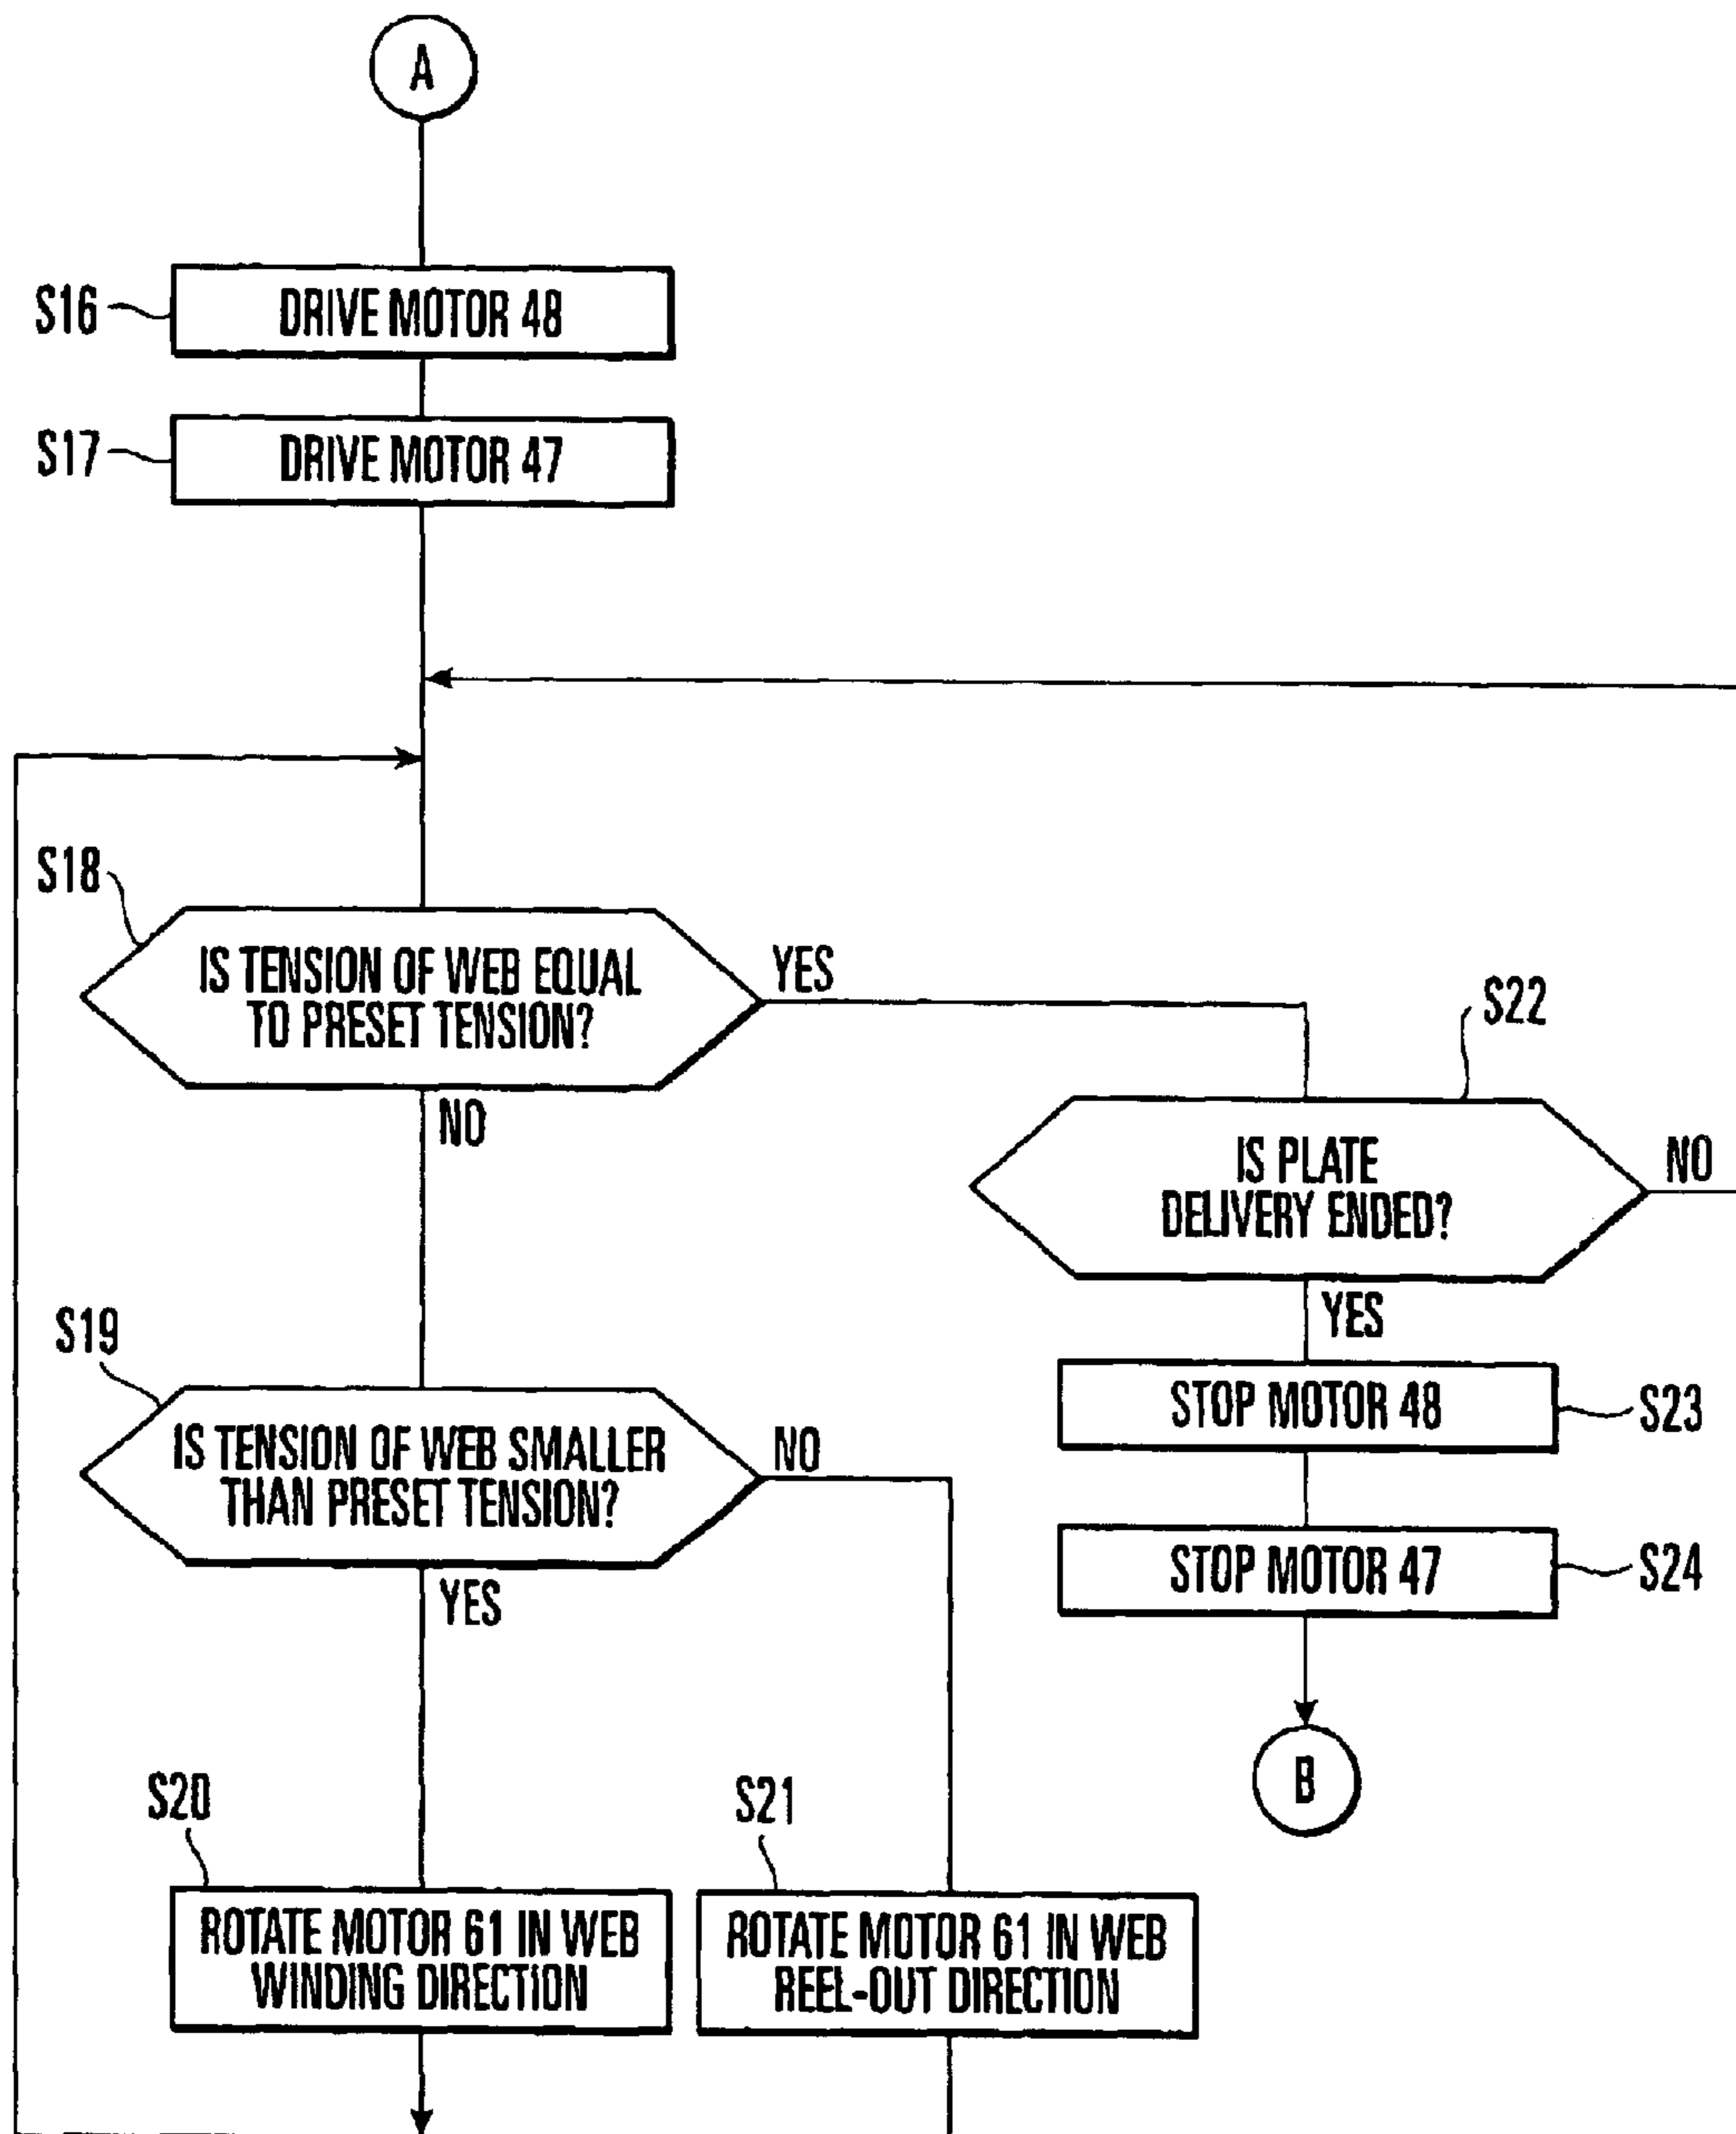 A
S16
DRIVE MOTOR 48
S17
DRIVE MOTOR 47
S18
IS TENSION OF WEB EQUAL
TO PRESET TENSION?
YES
NO
S22
IS PLATE
DELIVERY ENDED?
NO
YES
S19
IS TENSION OF WEB SMALLER
THAN PRESET TENSION?
NO
YES
STOP MOTOR 48
S23
STOP MOTOR 47
S24
B
S20
ROTATE MOTOR 61 IN WEB
WINDING DIRECTION
S21
ROTATE MOTOR 61 IN WEB
REEL-OUT DIRECTION